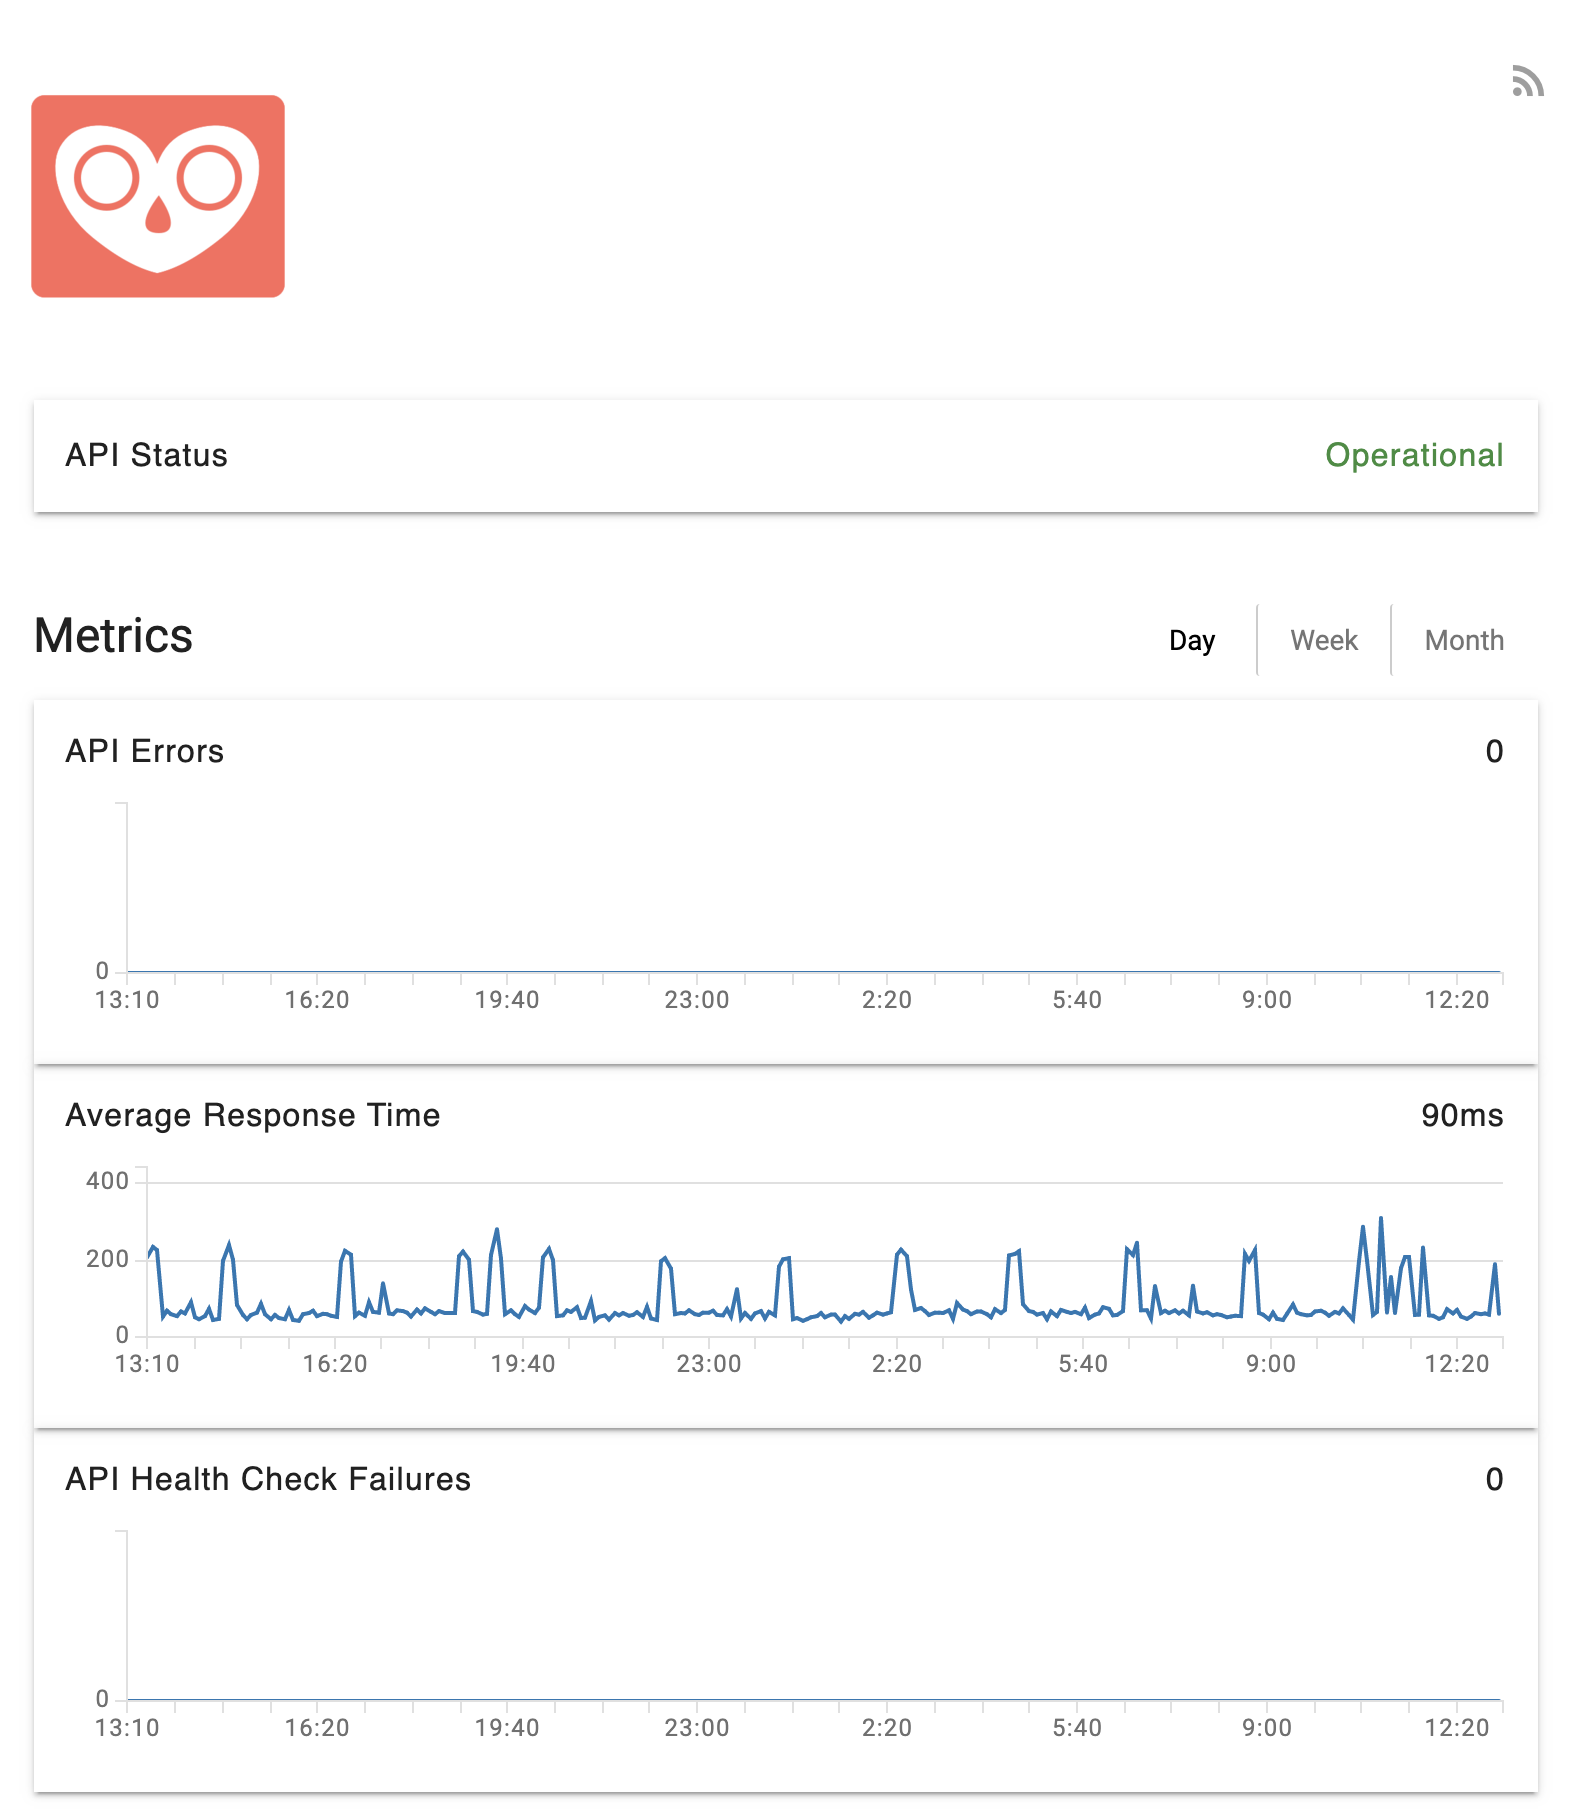 API Status Operational
Metrics Day Week Month
API Errors 0
0
13:10 16:20 19:40 23:00 2:20 5:40 9:00 12:20
Average Response Time 90ms
400
200
0
13:10 16:20 19:40 23:00 2:20 5:40 9:00 12:20
API Health Check Failures 0
0
13:10 16:20 19:40 23:00 2:20 5:40 9:00 12:20